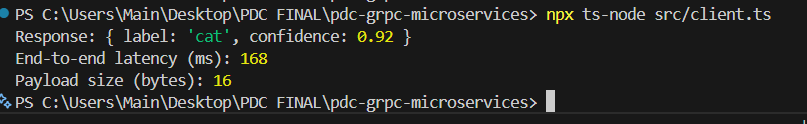 PS C:\Users\Main\Desktop\PDC FINAL\pdc-grpc-microservices> npx ts-node src/client.ts
Response: { label: 'cat', confidence: 0.92 }
End-to-end latency (ms): 168
Payload size (bytes): 16
PS C:\Users\Main\Desktop\PDC FINAL\pdc-grpc-microservices>